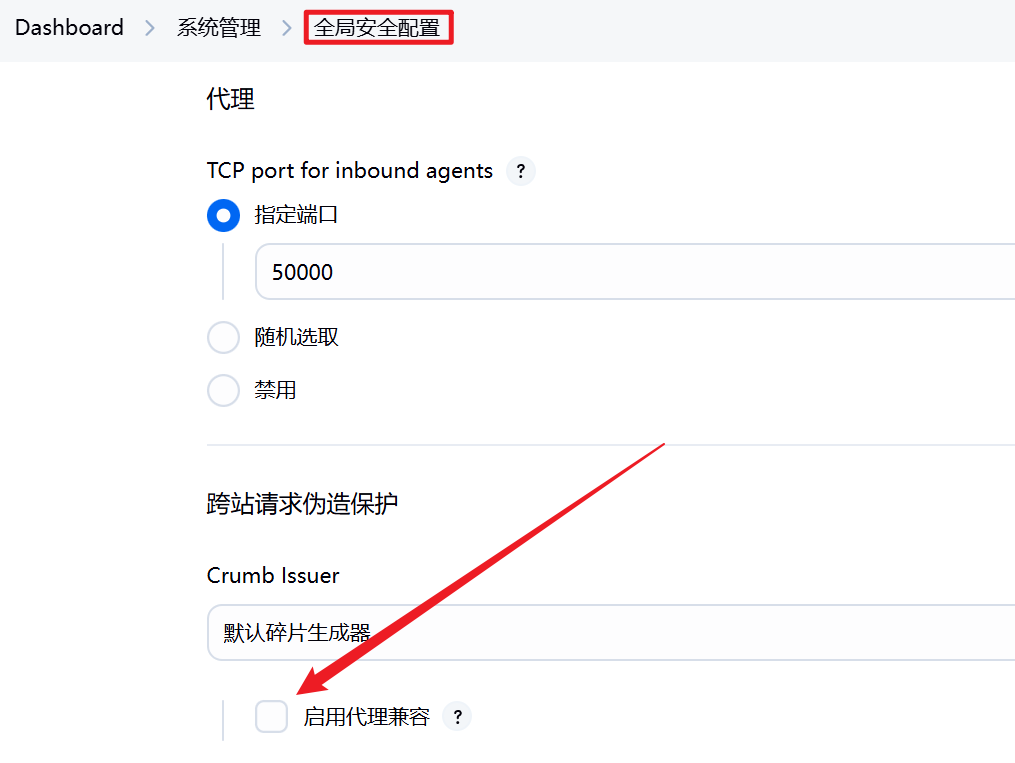 Dashboard > 系统管理 > 全局安全配置
代理
TCP port for inbound agents ?
指定端口
50000
随机选取
禁用
跨站请求伪造保护
Crumb Issuer
默认碎片生成器
启用代理兼容 ?